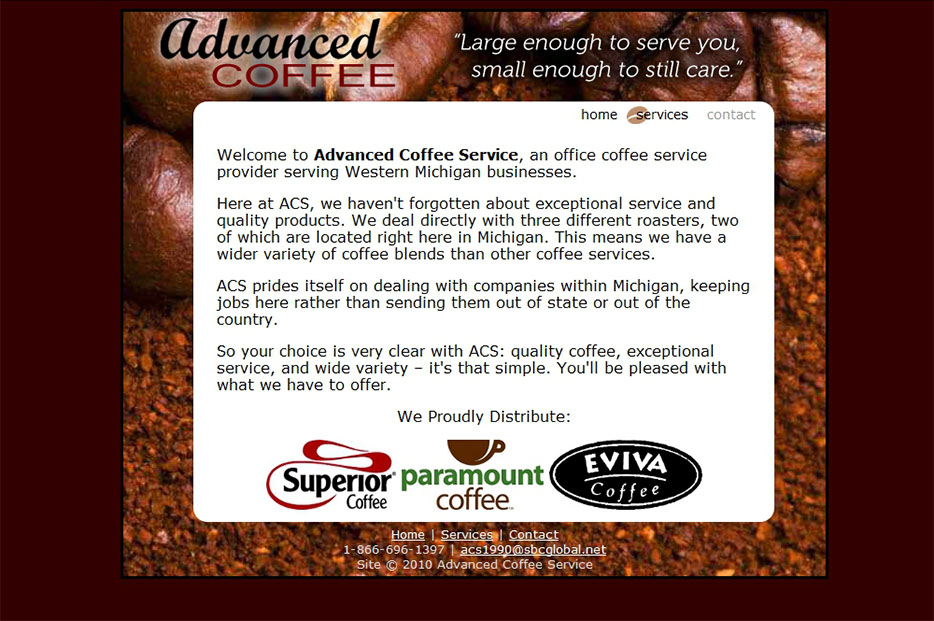 Advanced
COFFEE
“Large enough to serve you,
small enough to still care.”
home services contact
Welcome to Advanced Coffee Service, an office coffee service
provider serving Western Michigan businesses.
Here at ACS, we haven't forgotten about exceptional service and
quality products. We deal directly with three different roasters, two
of which are located right here in Michigan. This means we have a
wider variety of coffee blends than other coffee services.
ACS prides itself on dealing with companies within Michigan, keeping
jobs here rather than sending them out of state or out of the
country.
So your choice is very clear with ACS: quality coffee, exceptional
service, and wide variety – it's that simple. You'll be pleased with
what we have to offer.
We Proudly Distribute:
Superior®
Coffee
paramount
coffee™
EVIVA
Coffee
Home | Services | Contact
1-866-696-1397 | acs1990@sbcglobal.net
Site © 2010 Advanced Coffee Service